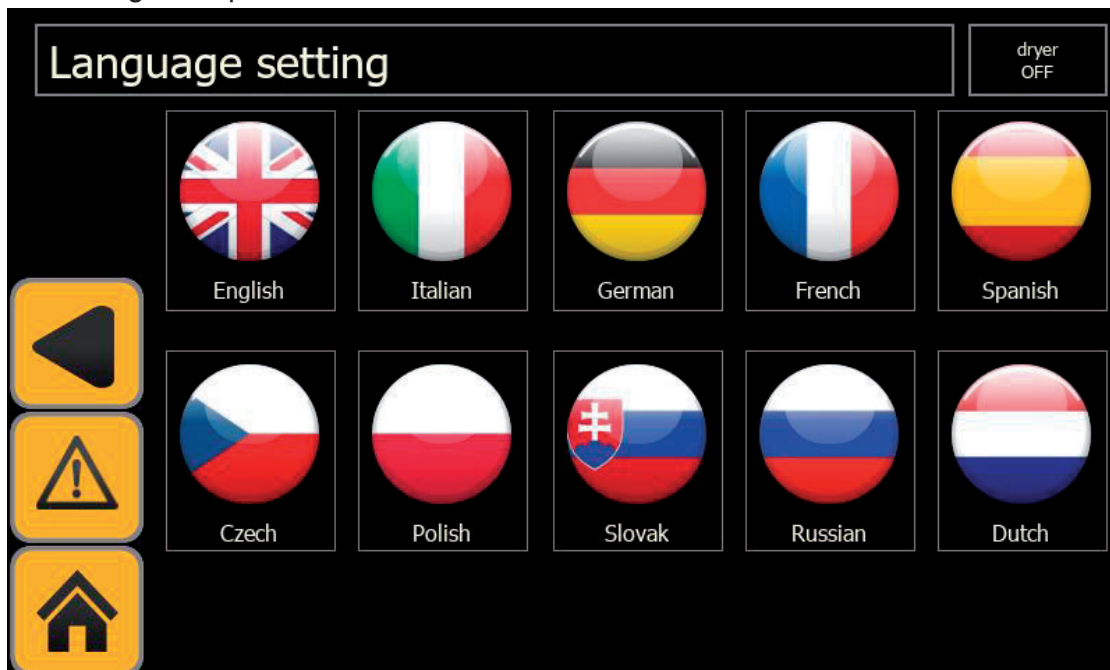 Language setting
dryer
OFF
English
Italian
German
French
Spanish
Czech
Polish
Slovak
Russian
Dutch